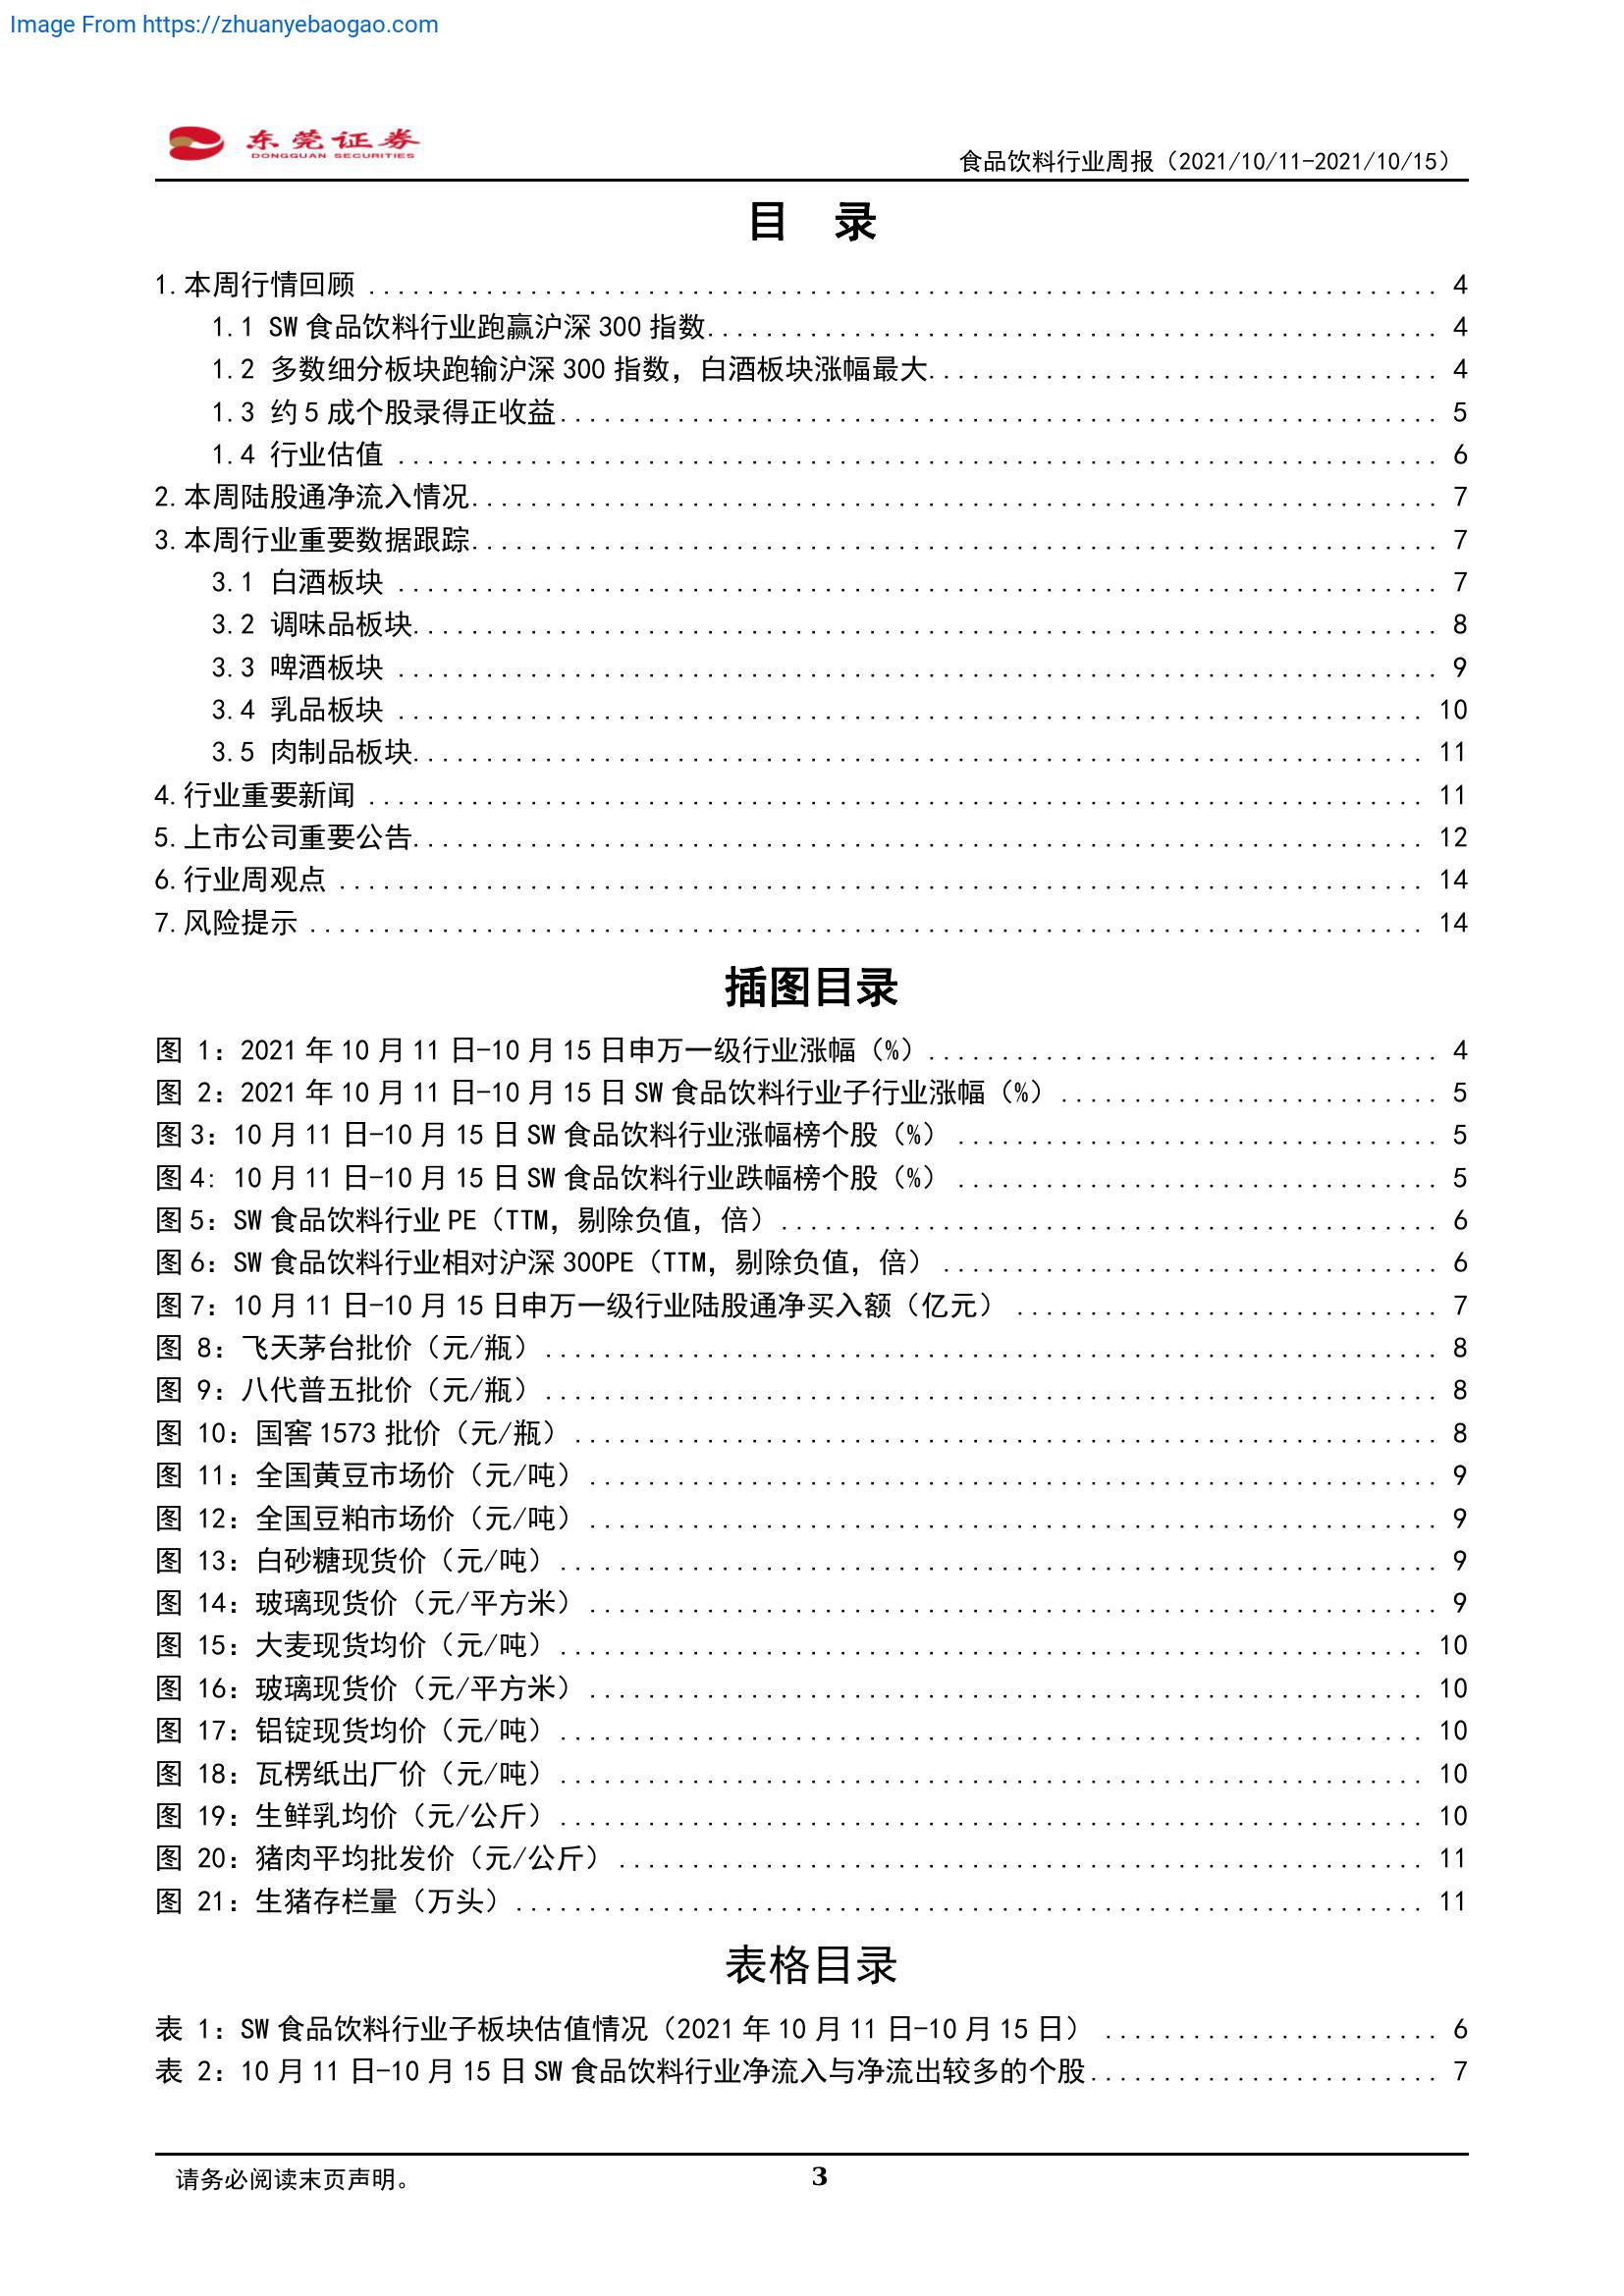 Image From https://zhuanyebaogao.com
东莞证券
DONGGUAN SECURITIES
食品饮料行业周报（2021/10/11-2021/10/15）
目 录
1.本周行情回顾 ........ 4
1.1 SW 食品饮料行业跑赢沪深 300 指数........ 4
1.2 多数细分板块跑输沪深 300 指数，白酒板块涨幅最大........ 4
1.3 约 5 成个股录得正收益........ 5
1.4 行业估值 ........ 6
2.本周陆股通净流入情况........ 7
3.本周行业重要数据跟踪........ 7
3.1 白酒板块 ........ 7
3.2 调味品板块........ 8
3.3 啤酒板块 ........ 9
3.4 乳品板块 ........ 10
3.5 肉制品板块........ 11
4.行业重要新闻 ........ 11
5.上市公司重要公告........ 12
6.行业周观点 ........ 14
7.风险提示 ........ 14
插图目录
图 1：2021 年 10 月 11 日-10 月 15 日申万一级行业涨幅（%）........ 4
图 2：2021 年 10 月 11 日-10 月 15 日 SW 食品饮料行业子行业涨幅（%）........ 5
图 3：10 月 11 日-10 月 15 日 SW 食品饮料行业涨幅榜个股（%）........ 5
图 4: 10 月 11 日-10 月 15 日 SW 食品饮料行业跌幅榜个股（%）........ 5
图 5：SW 食品饮料行业 PE（TTM，剔除负值，倍）........ 6
图 6：SW 食品饮料行业相对沪深 300PE（TTM，剔除负值，倍）........ 6
图 7：10 月 11 日-10 月 15 日申万一级行业陆股通净买入额（亿元）........ 7
图 8：飞天茅台批价（元/瓶）........ 8
图 9：八代普五批价（元/瓶）........ 8
图 10：国窖 1573 批价（元/瓶）........ 8
图 11：全国黄豆市场价（元/吨）........ 9
图 12：全国豆粕市场价（元/吨）........ 9
图 13：白砂糖现货价（元/吨）........ 9
图 14：玻璃现货价（元/平方米）........ 9
图 15：大麦现货均价（元/吨）........ 10
图 16：玻璃现货价（元/平方米）........ 10
图 17：铝锭现货均价（元/吨）........ 10
图 18：瓦楞纸出厂价（元/吨）........ 10
图 19：生鲜乳均价（元/公斤）........ 10
图 20：猪肉平均批发价（元/公斤）........ 11
图 21：生猪存栏量（万头）........ 11
表格目录
表 1：SW 食品饮料行业子板块估值情况（2021 年 10 月 11 日-10 月 15 日）........ 6
表 2：10 月 11 日-10 月 15 日 SW 食品饮料行业净流入与净流出较多的个股........ 7
请务必阅读末页声明。
3